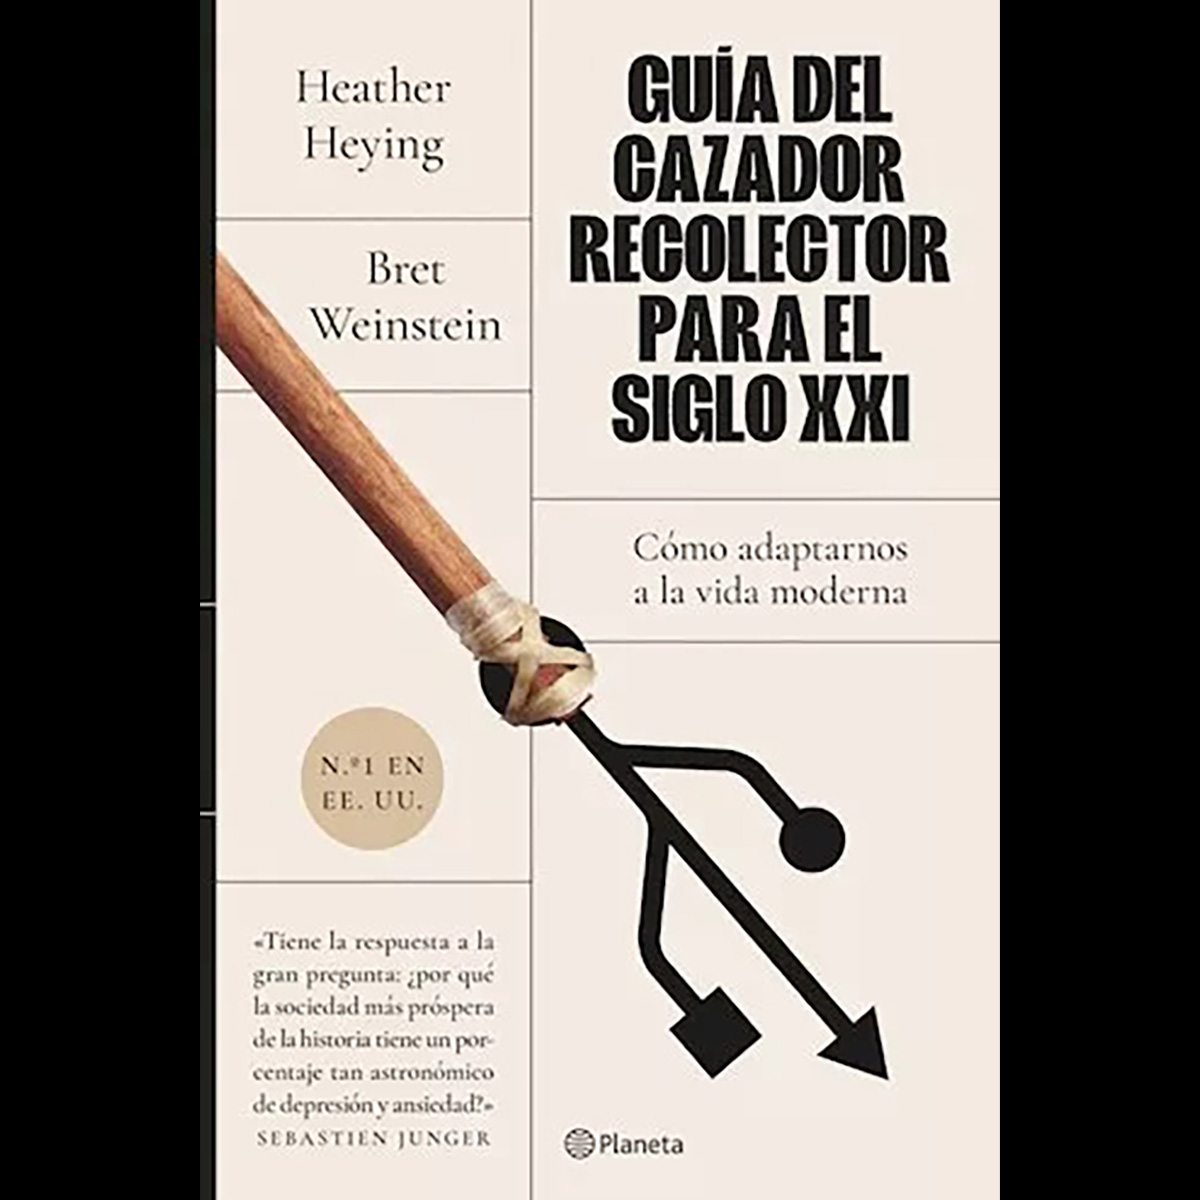 Heather
Heying
Bret
Weinstein
GUÍA DEL
CAZADOR
RECOLECTOR
PARA EL
SIGLO XXI
Cómo adaptarnos
a la vida moderna
N.º1 EN
EE. UU.
«Tiene la respuesta a la
gran pregunta: ¿por qué
la sociedad más próspera
de la historia tiene un por-
centaje tan astronómico
de depresión y ansiedad?»
SEBASTIEN JUNGER
Planeta